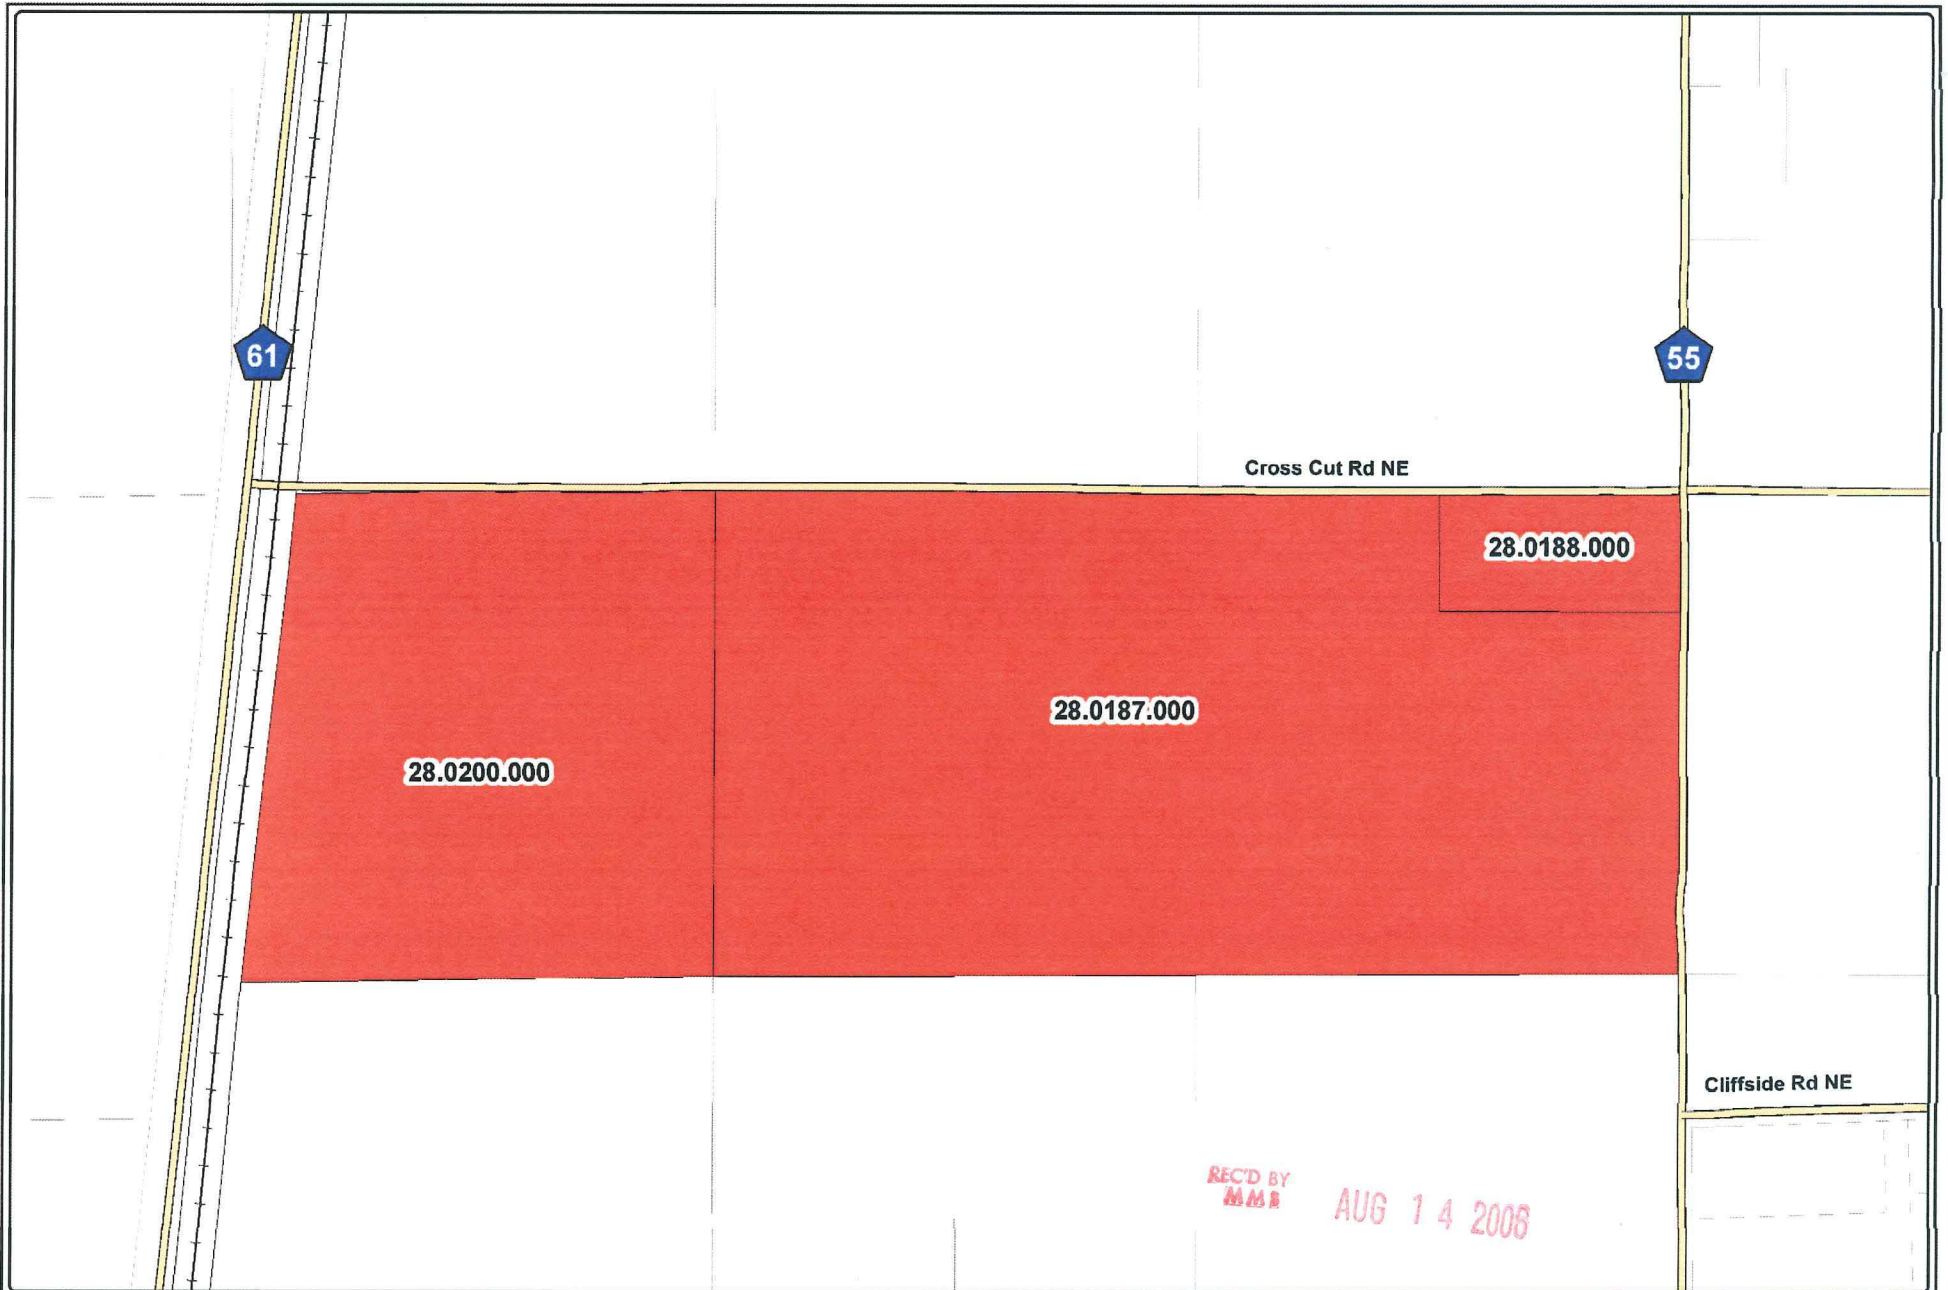 61
55
Cross Cut Rd NE
28.0188.000
28.0187.000
28.0200.000
Cliffside Rd NE
REC'D BY
MMB
AUG 14 2006